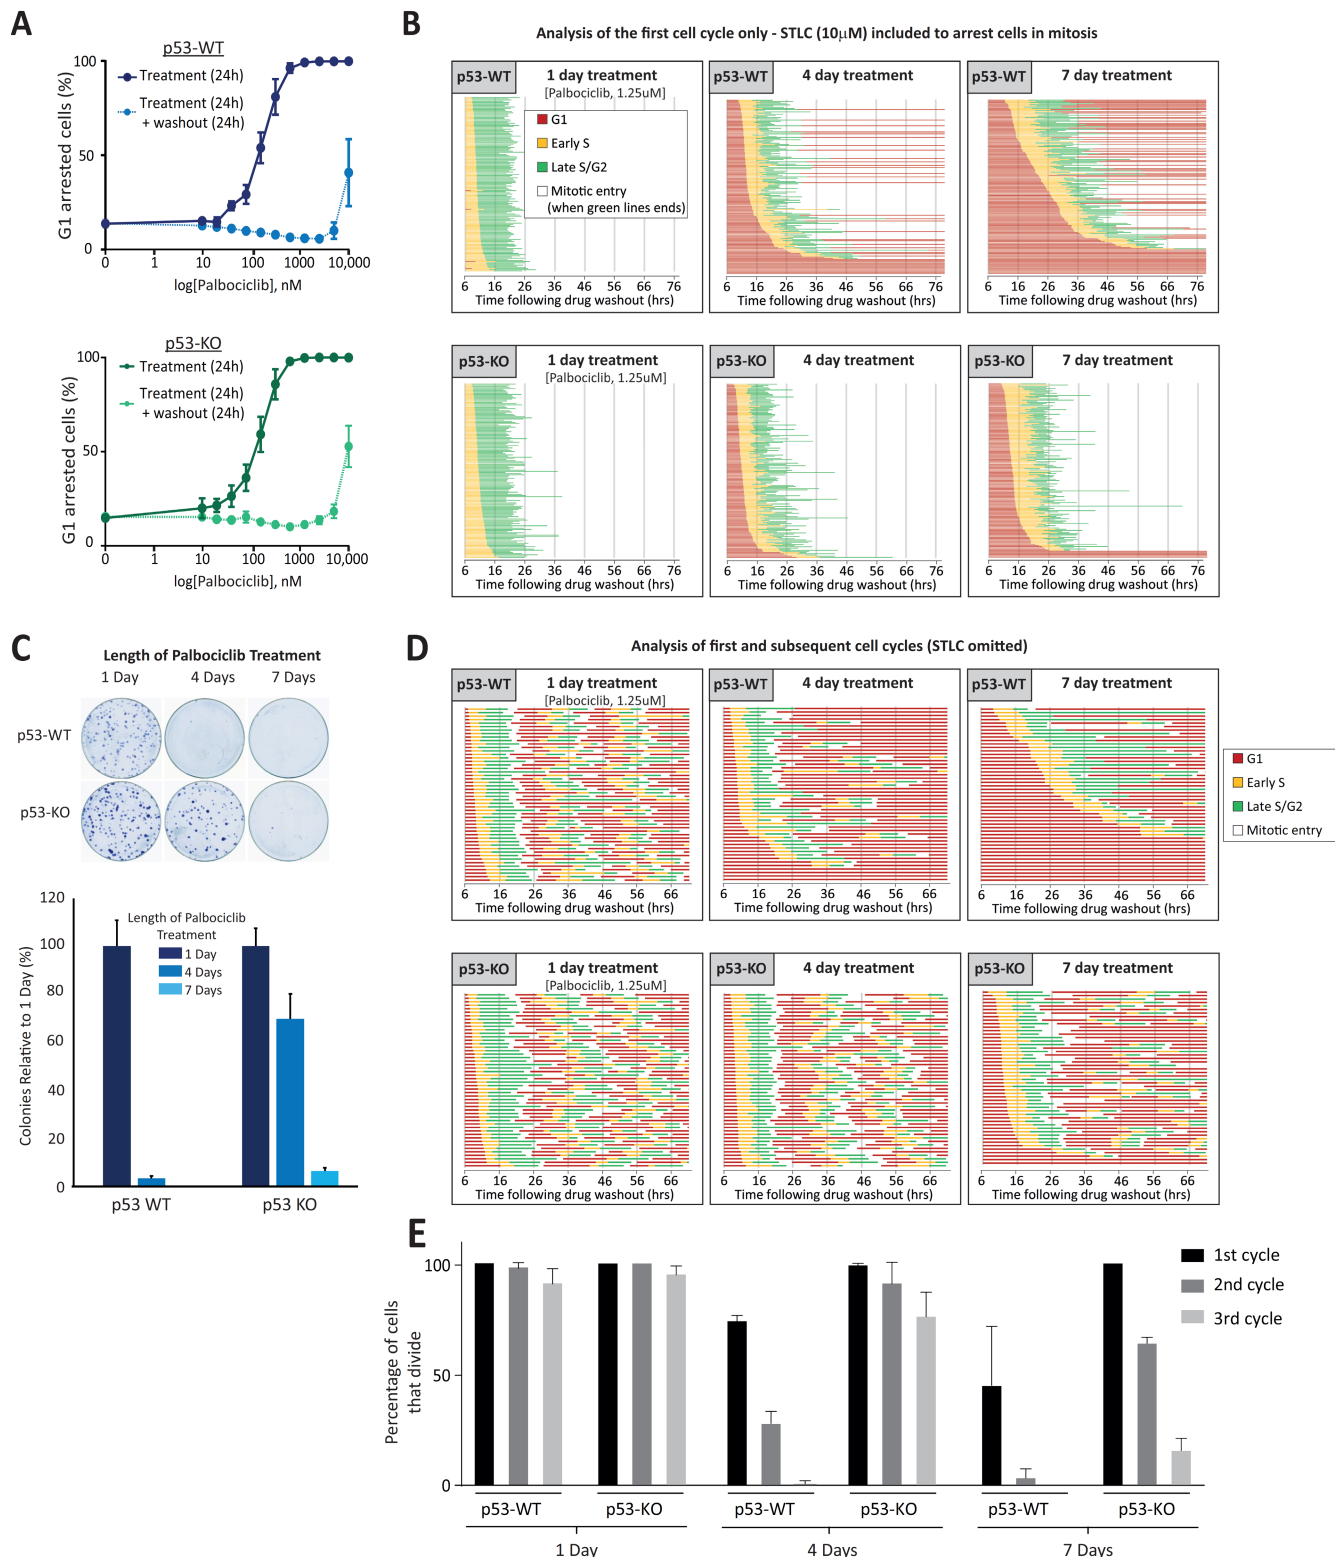 A
p53-WT
100
50
0
G1 arrested cells (%)
Treatment (24h)
Treatment (24h)
+ washout (24h)
0 1 10 100 1000 10,000
log[Palbociclib], nM
p53-KO
100
50
0
G1 arrested cells (%)
Treatment (24h)
Treatment (24h)
+ washout (24h)
0 1 10 100 1000 10,000
log[Palbociclib], nM
B
Analysis of the first cell cycle only - STLC (10μM) included to arrest cells in mitosis
p53-WT
1 day treatment
[Palbociclib, 1.25uM]
G1
Early S
Late S/G2
Mitotic entry
(when green lines ends)
6 16 26 36 46 56 66 76
Time following drug washout (hrs)
p53-WT
4 day treatment
6 16 26 36 46 56 66 76
Time following drug washout (hrs)
p53-WT
7 day treatment
6 16 26 36 46 56 66 76
Time following drug washout (hrs)
p53-KO
1 day treatment
[Palbociclib, 1.25uM]
6 16 26 36 46 56 66 76
Time following drug washout (hrs)
p53-KO
4 day treatment
6 16 26 36 46 56 66 76
Time following drug washout (hrs)
p53-KO
7 day treatment
6 16 26 36 46 56 66 76
Time following drug washout (hrs)
C
Length of Palbociclib Treatment
1 Day 4 Days 7 Days
p53-WT
p53-KO
120
100
80
60
40
20
0
Colonies Relative to 1 Day (%)
Length of Palbociclib
Treatment
1 Day
4 Days
7 Days
p53 WT p53 KO
D
Analysis of first and subsequent cell cycles (STLC omitted)
p53-WT
1 day treatment
[Palbociclib, 1.25uM]
6 16 26 36 46 56 66
Time following drug washout (hrs)
p53-WT
4 day treatment
6 16 26 36 46 56 66
Time following drug washout (hrs)
p53-WT
7 day treatment
6 16 26 36 46 56 66
Time following drug washout (hrs)
G1
Early S
Late S/G2
Mitotic entry
p53-KO
1 day treatment
[Palbociclib, 1.25uM]
6 16 26 36 46 56 66
Time following drug washout (hrs)
p53-KO
4 day treatment
6 16 26 36 46 56 66
Time following drug washout (hrs)
p53-KO
7 day treatment
6 16 26 36 46 56 66
Time following drug washout (hrs)
E
100
50
0
Percentage of cells
that divide
1st cycle
2nd cycle
3rd cycle
p53-WT p53-KO p53-WT p53-KO p53-WT p53-KO
1 Day 4 Days 7 Days